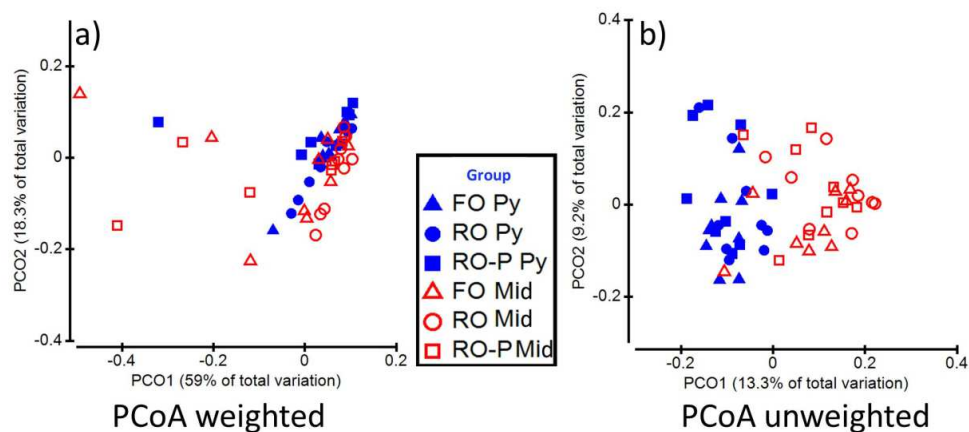 a)
PCO2 (18.3% of total variation)
0.4
0.2
0
-0.2
-0.4
-0.4
-0.2
0
0.2
PCO1 (59% of total variation)
PCoA weighted
Group
FO Py
RO Py
RO-P Py
FO Mid
RO Mid
RO-P Mid
b)
PCO2 (9.2% of total variation)
0.4
0.2
0
-0.2
-0.2
0
0.2
0.4
PCO1 (13.3% of total variation)
PCoA unweighted